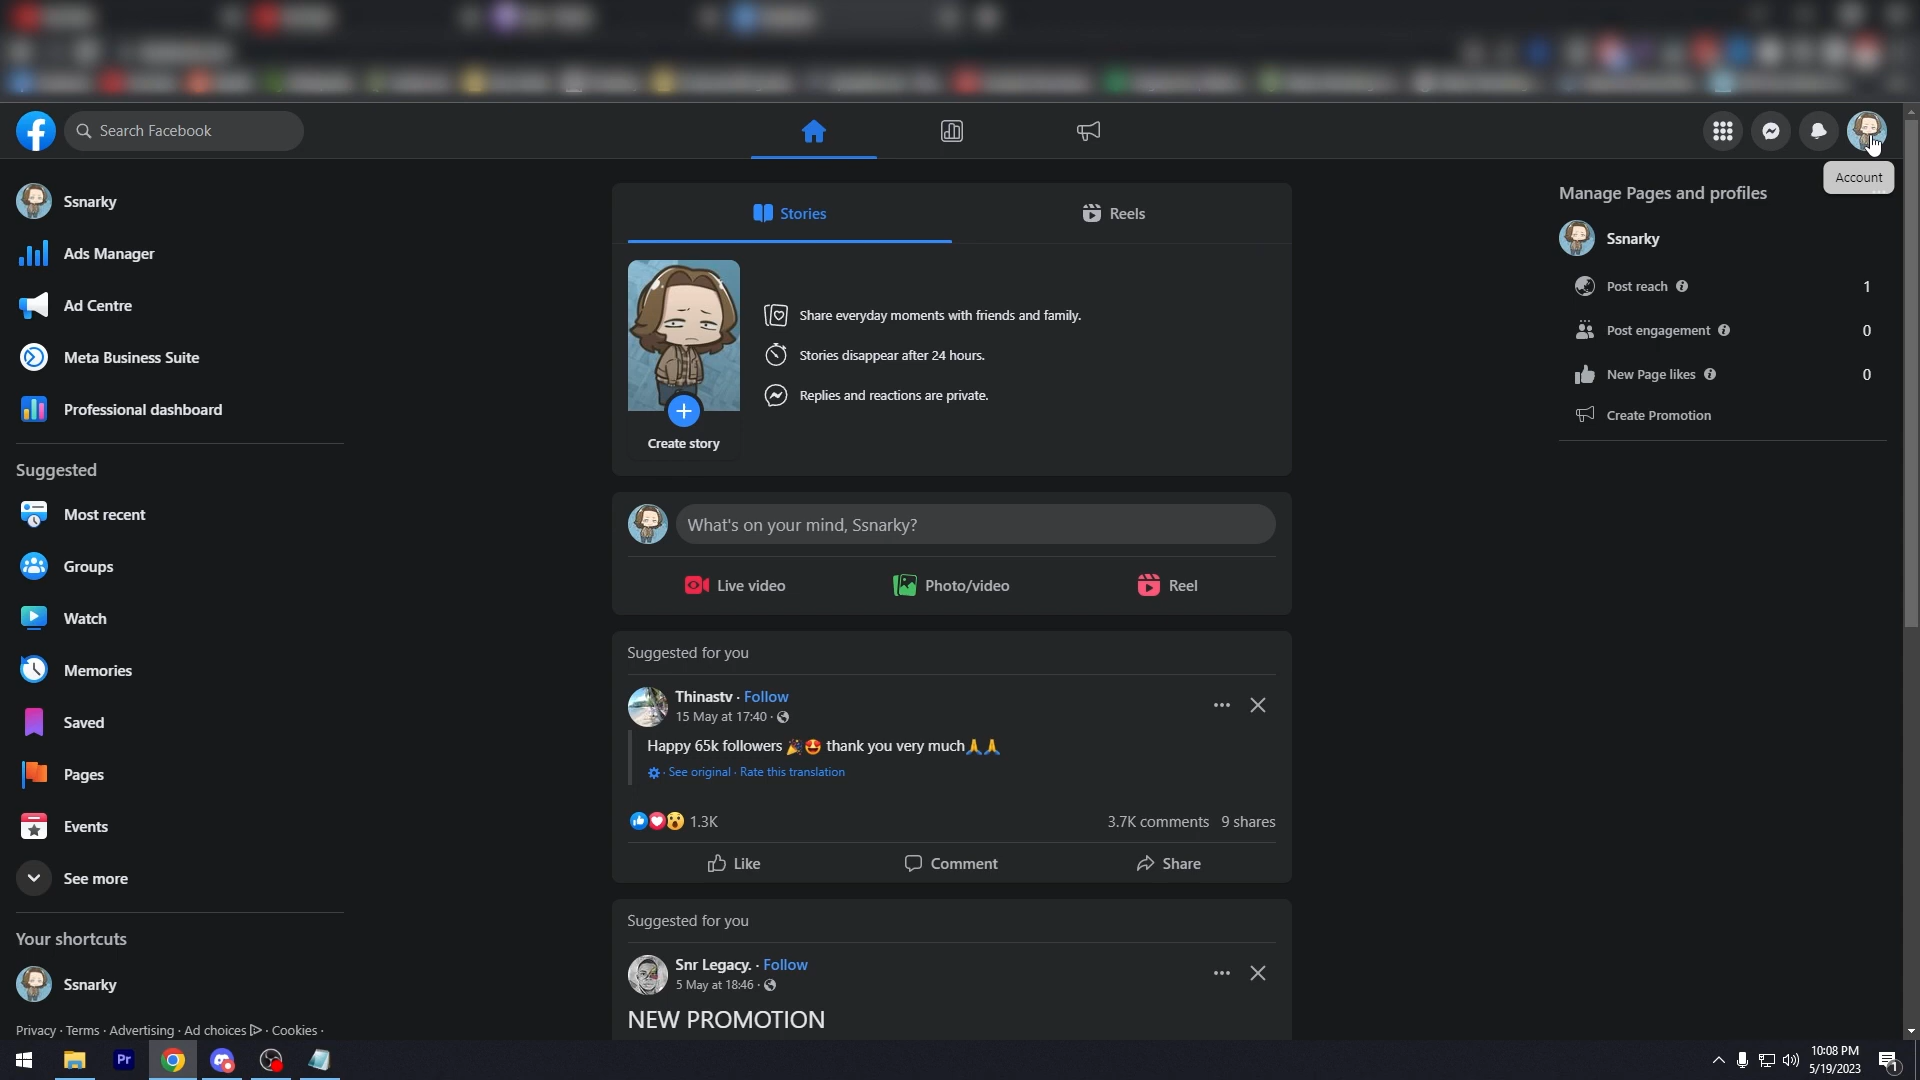 Search Facebook
Account
Ssnarky
Ads Manager
Ad Centre
Meta Business Suite
Professional dashboard
Suggested
Most recent
Groups
Watch
Memories
Saved
Pages
Events
See more
Your shortcuts
Ssnarky
Privacy · Terms · Advertising · Ad choices · Cookies ·
Stories
Reels
Share everyday moments with friends and family.
Stories disappear after 24 hours.
Replies and reactions are private.
Create story
What's on your mind, Ssnarky?
Live video
Photo/video
Reel
Suggested for you
Thinastv · Follow
15 May at 17:40 ·
Happy 65k followers 🎉😍 thank you very much🙏🙏
· See original · Rate this translation
1.3K
3.7K comments 9 shares
Like
Comment
Share
Suggested for you
Snr Legacy. · Follow
5 May at 18:46 ·
NEW PROMOTION
Manage Pages and profiles
Ssnarky
Post reach 1
Post engagement 0
New Page likes 0
Create Promotion
Pr
10:08 PM
5/19/2023
1